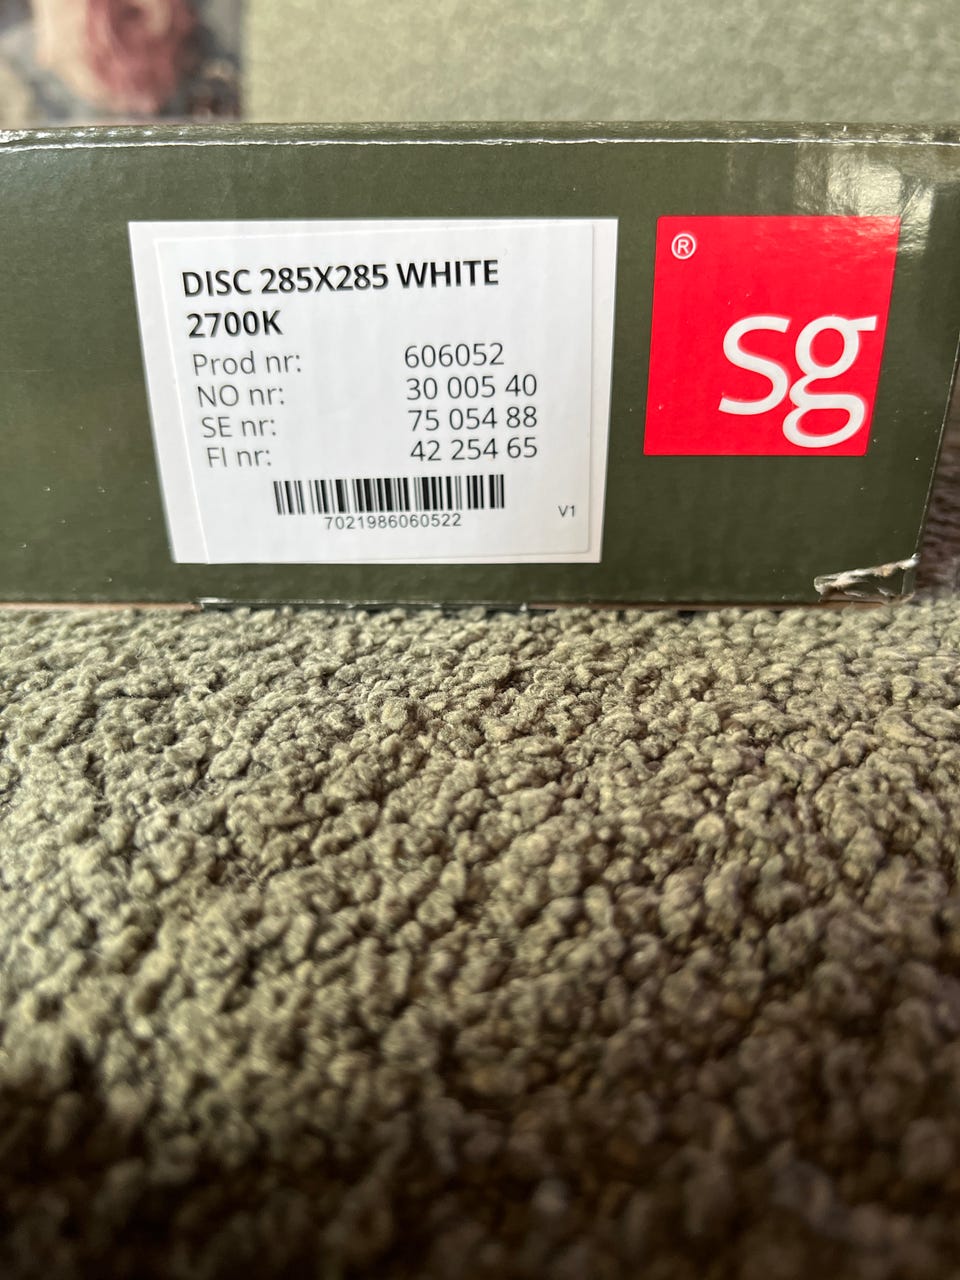 DISC 285X285 WHITE
2700K
Prod nr: 606052
NO nr: 30 005 40
SE nr: 75 054 88
FI nr: 42 254 65
7021986060522
V1
®
sg